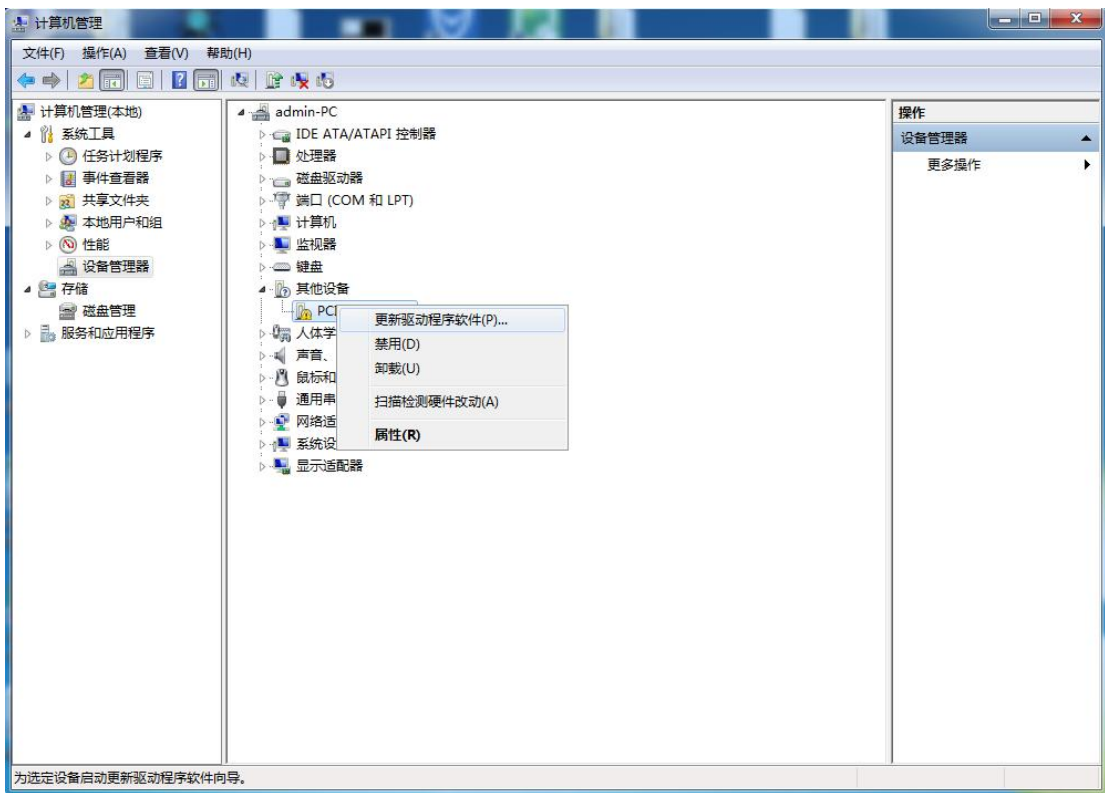 计算机管理
文件(F) 操作(A) 查看(V) 帮助(H)
计算机管理(本地)
系统工具
任务计划程序
事件查看器
共享文件夹
本地用户和组
性能
设备管理器
存储
磁盘管理
服务和应用程序
admin-PC
IDE ATA/ATAPI 控制器
处理器
磁盘驱动器
端口 (COM 和 LPT)
计算机
监视器
键盘
其他设备
PCI
人体学
声音、
鼠标和
通用串
网络适
系统设
显示适配器
更新驱动程序软件(P)...
禁用(D)
卸载(U)
扫描检测硬件改动(A)
属性(R)
操作
设备管理器
更多操作
为选定设备启动更新驱动程序软件向导。